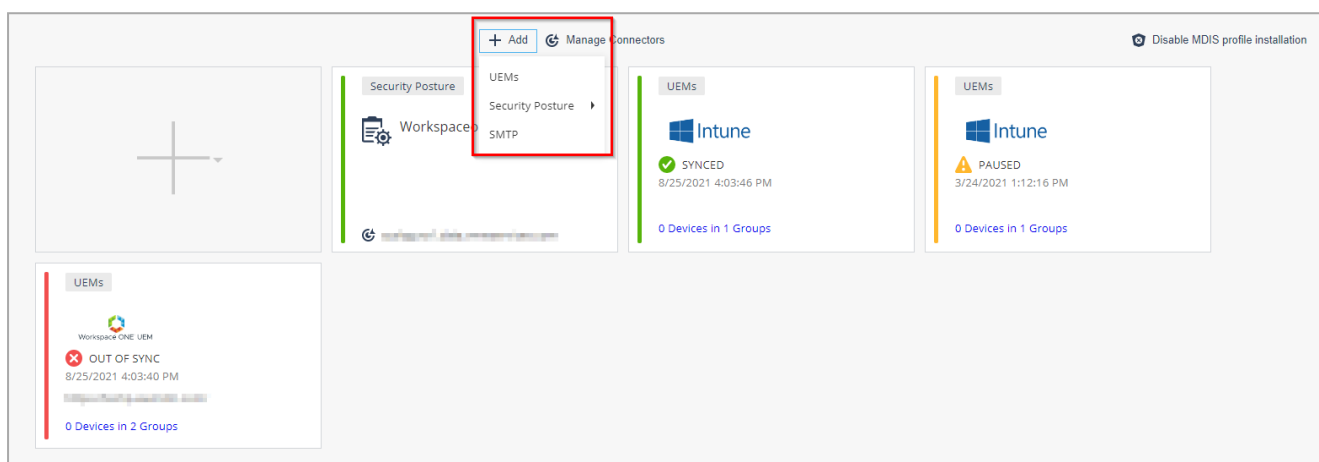 Add
Manage Connectors
Disable MDIS profile installation
UEMs
Security Posture
SMTP
Security Posture
UEMs
Intune
SYNCED
8/25/2021 4:03:46 PM
0 Devices in 1 Groups
UEMs
Intune
PAUSED
3/24/2021 1:12:16 PM
0 Devices in 1 Groups
UEMs
Workspace ONE UEM
OUT OF SYNC
8/25/2021 4:03:40 PM
0 Devices in 2 Groups